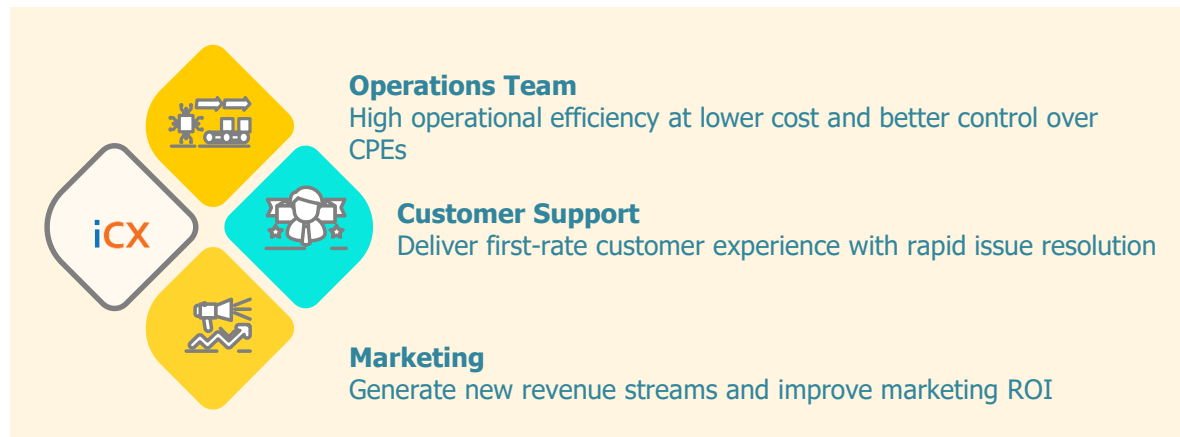 Operations Team
High operational efficiency at lower cost and better control over
CPEs
iCX
Customer Support
Deliver first-rate customer experience with rapid issue resolution
Marketing
Generate new revenue streams and improve marketing ROI